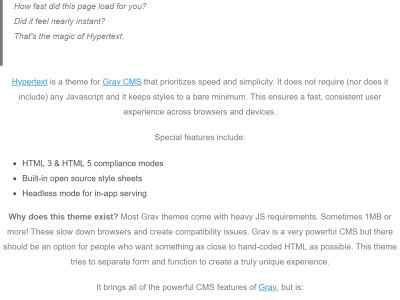 How fast did this page load for you?
Did it feel nearly instant?
That's the magic of Hypertext.
Hypertext is a theme for Grav CMS that prioritizes speed and simplicity. It does not require (nor does it
include) any Javascript and it keeps styles to a bare minimum. This ensures a fast, consistent user
experience across browsers and devices.
Special features include:
• HTML 3 & HTML 5 compliance modes
• Built-in open source style sheets
• Headless mode for in-app serving
Why does this theme exist? Most Grav themes come with heavy JS requirements. Sometimes 1MB or
more! These slow down browsers and create compatibility issues. Grav is a very powerful CMS but there
should be an option for people who want something as close to hand-coded HTML as possible. This theme
tries to separate form and function to create a truly unique experience.
It brings all of the powerful CMS features of Grav, but is: